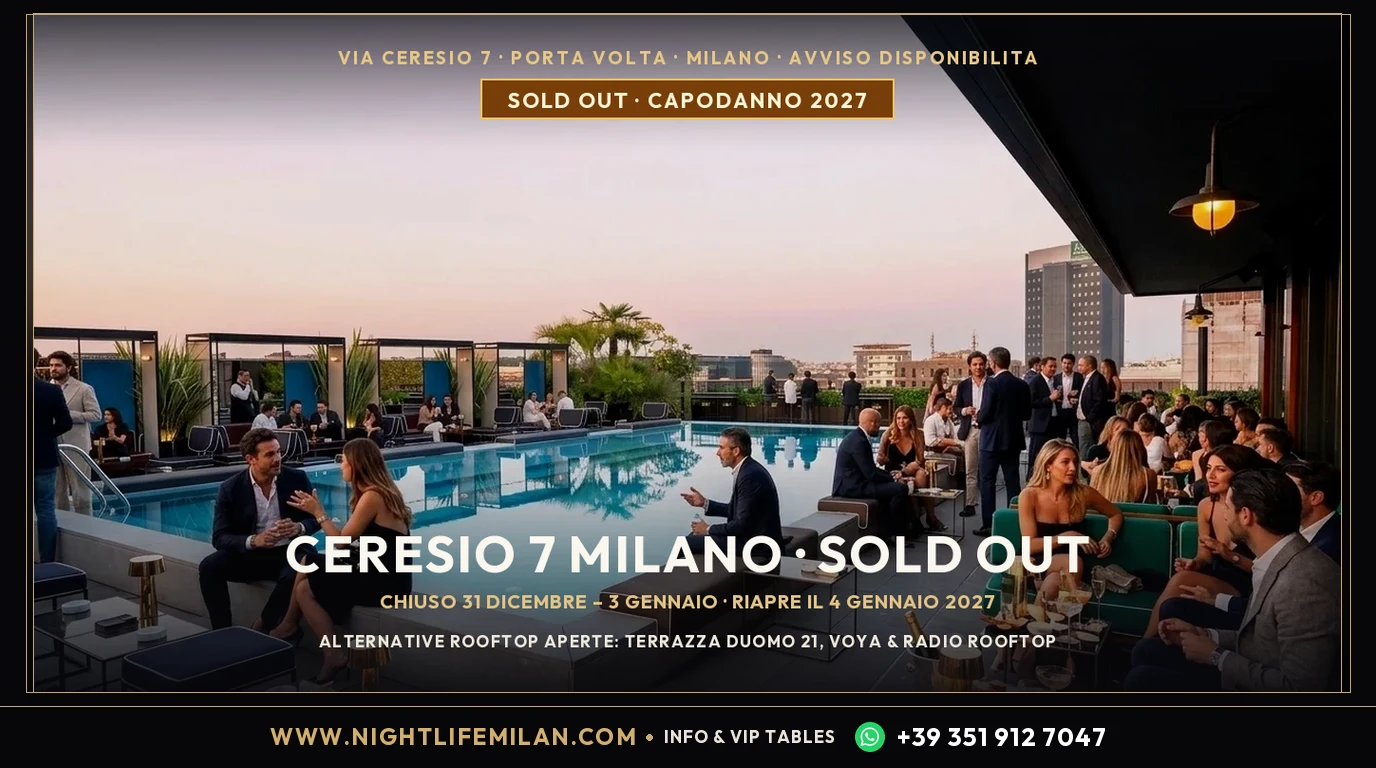 VIA CERESIO 7 · PORTA VOLTA · MILANO · AVVISO DISPONIBILITA
SOLD OUT · CAPODANNO 2027
CERESIO 7 MILANO · SOLD OUT
CHIUSO 31 DICEMBRE – 3 GENNAIO · RIAPRE IL 4 GENNAIO 2027
ALTERNATIVE ROOFTOP APERTE: TERRAZZA DUOMO 21, VOYA & RADIO ROOFTOP
WWW.NIGHTLIFEMILAN.COM • INFO & VIP TABLES +39 351 912 7047